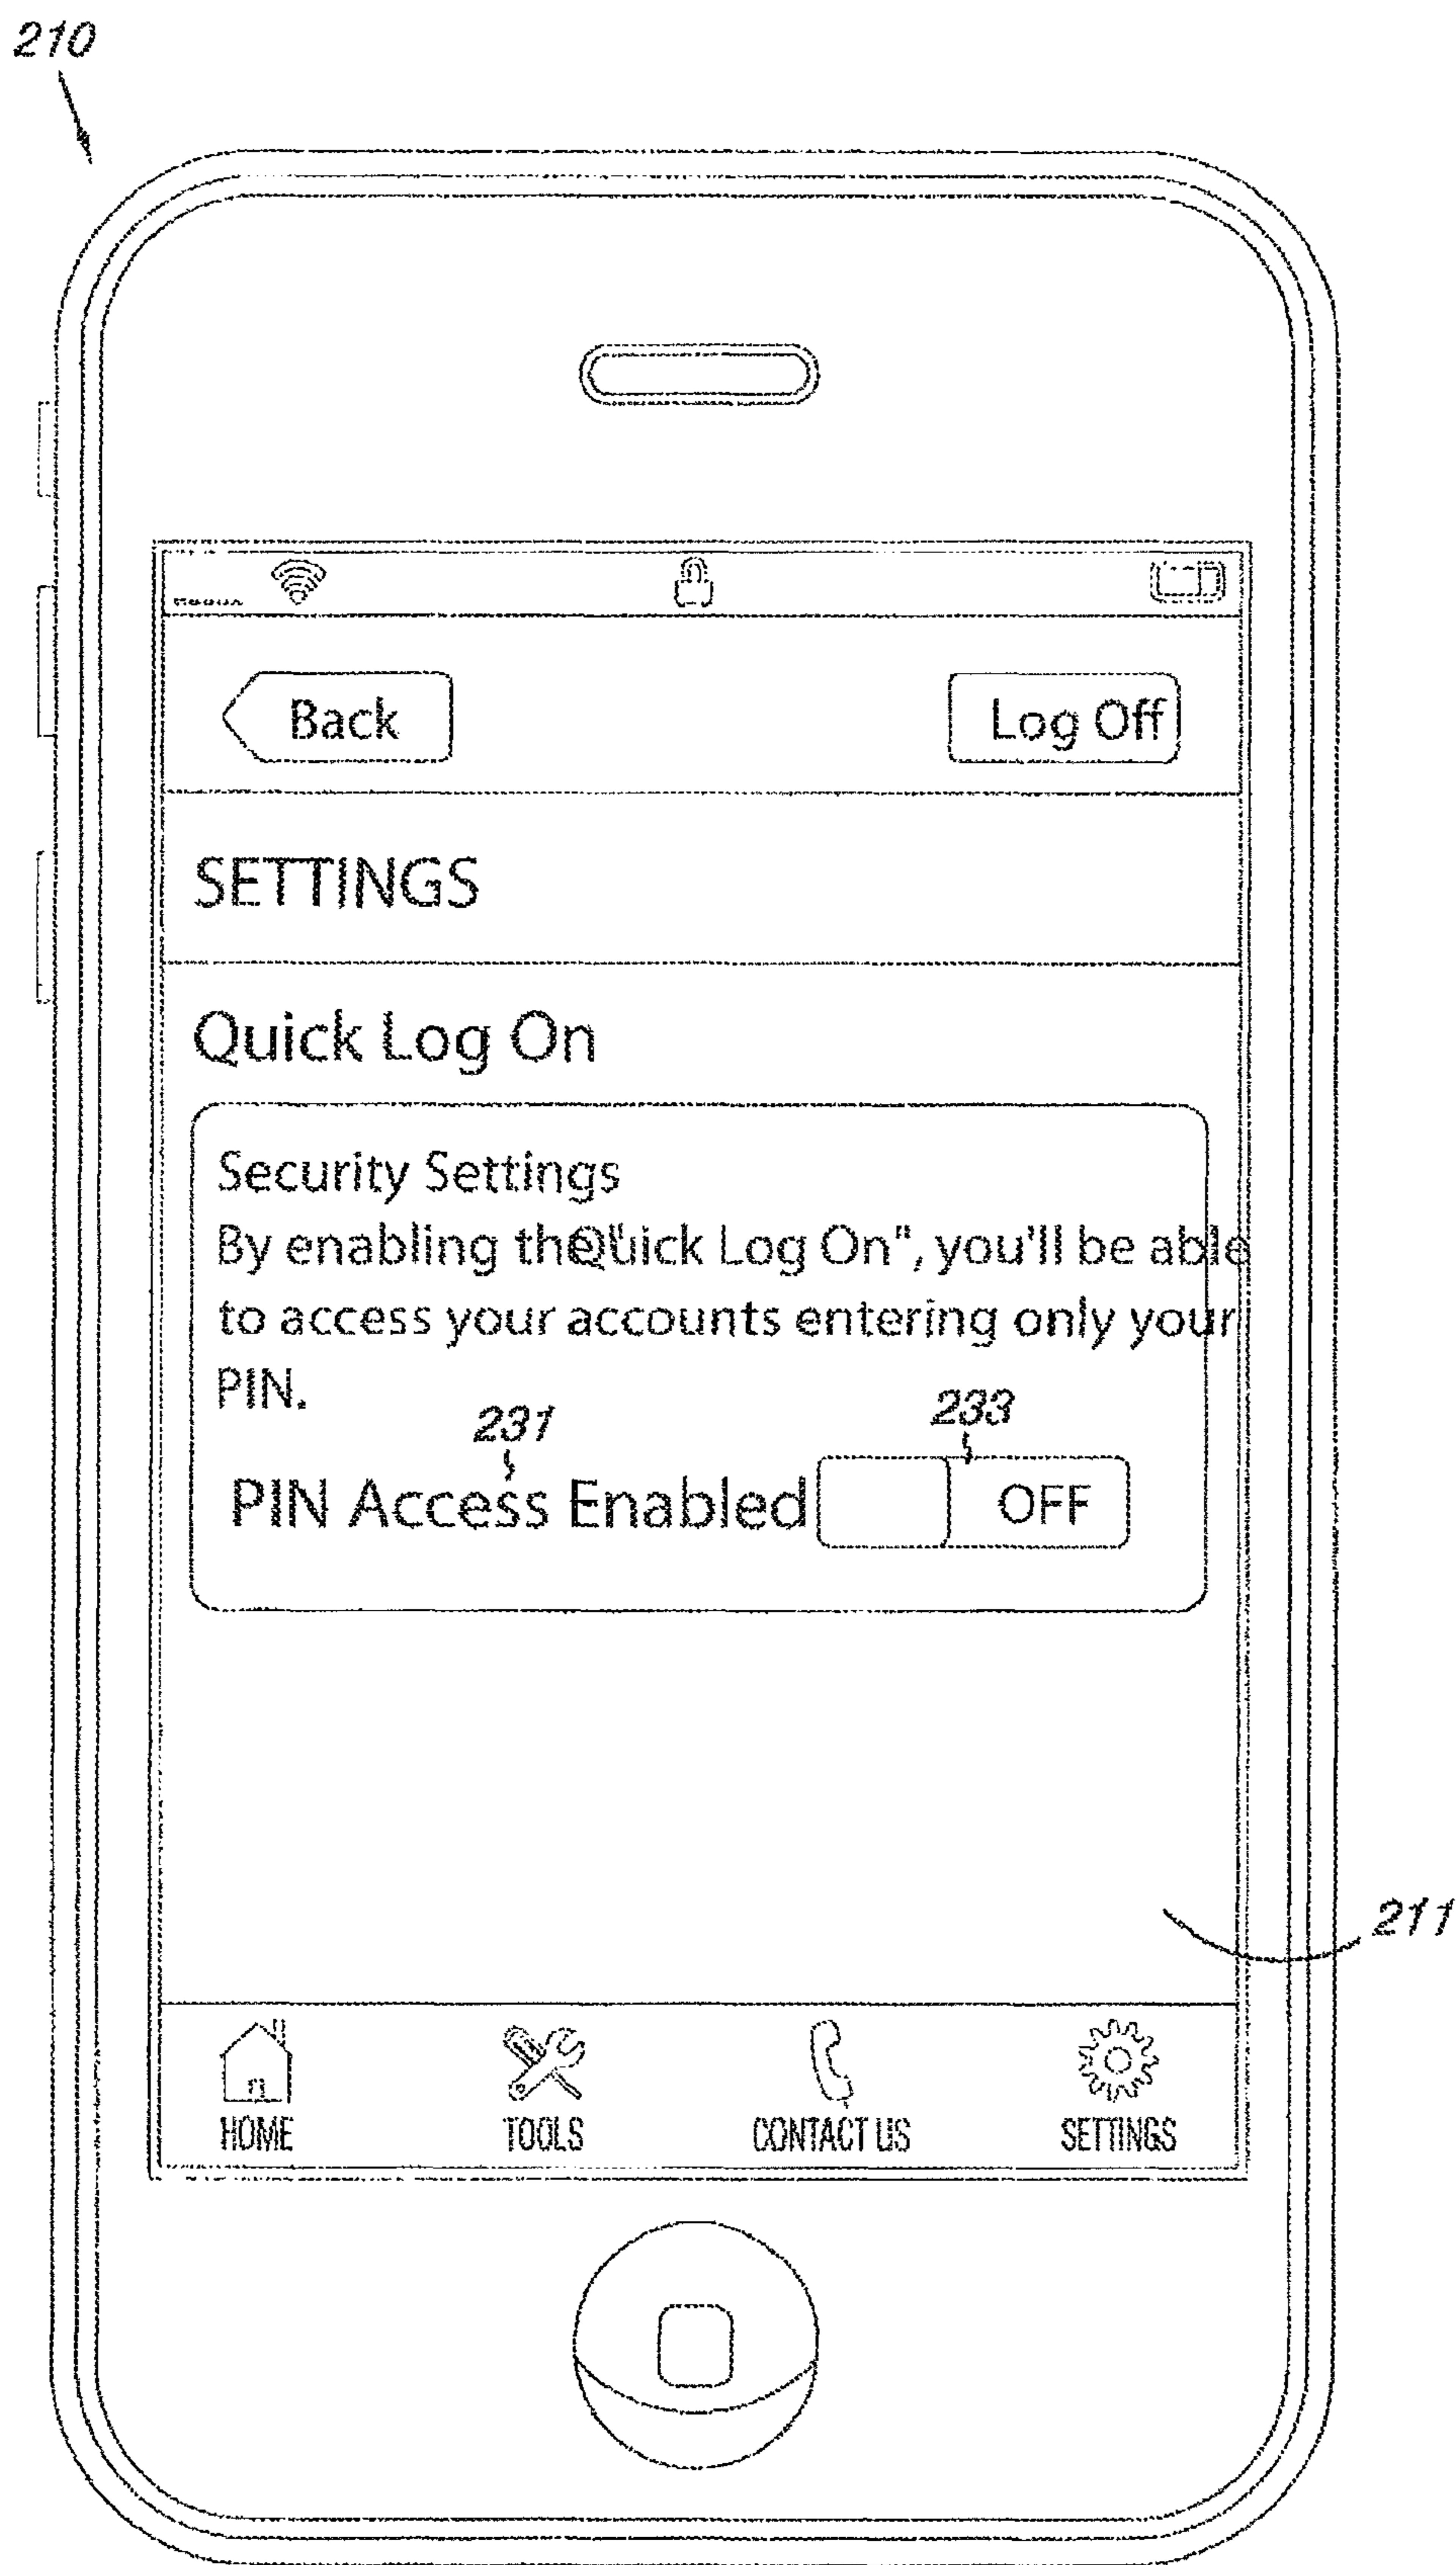 210
Back
Log Off
SETTINGS
Quick Log On
Security Settings
By enabling the "Quick Log On", you'll be able
to access your accounts entering only your
PIN.
231
233
PIN Access Enabled
OFF
211
HOME
TOOLS
CONTACT US
SETTINGS